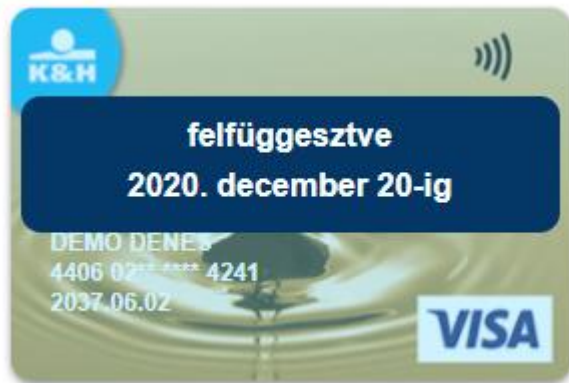 K&H
felfüggesztve
2020. december 20-ig
DEMO DENES
4406 02** **** 4241
2037.06.02
VISA